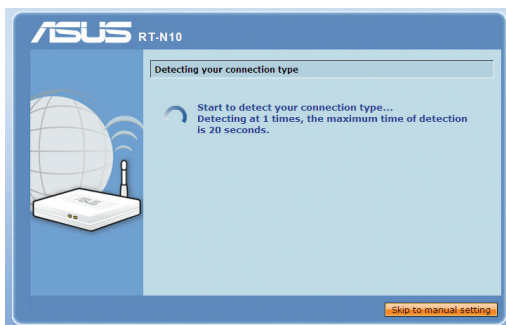 ASUS RT-N10
Detecting your connection type
Start to detect your connection type...
Detecting at 1 times, the maximum time of detection
is 20 seconds.
ASUS
Skip to manual setting